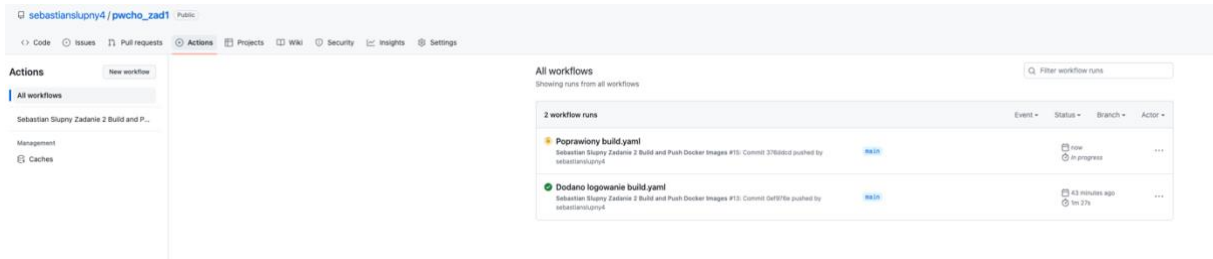 sebastianslupny4 / pwcho_zad1 Public
Code Issues Pull requests Actions Projects Wiki Security Insights Settings
Actions
New workflow
All workflows
Sebastian Slupny Zadanie 2 Build and P...
Management
Caches
All workflows
Showing runs from all workflows
Filter workflow runs
2 workflow runs
Event Status Branch Actor
Poprawiony build.yaml
Sebastian Slupny Zadanie 2 Build and Push Docker Images #15: Commit pushed by
sebastianslupny4
main
now
In progress
Dodano logowanie build.yaml
Sebastian Slupny Zadanie 2 Build and Push Docker Images #13: Commit pushed by
sebastianslupny4
main
43 minutes ago
1m 27s